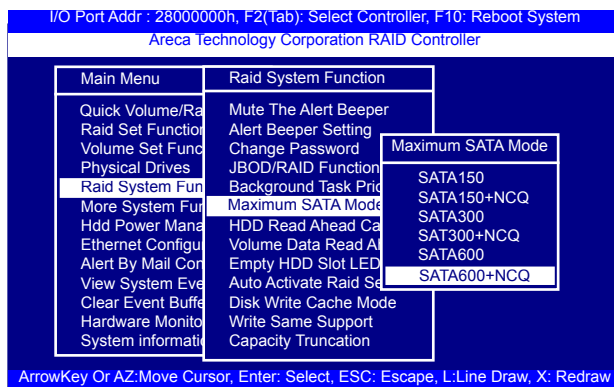 I/O Port Addr : 28000000h, F2(Tab): Select Controller, F10: Reboot System
Areca Technology Corporation RAID Controller
Main Menu
Quick Volume/Ra
Raid Set Function
Volume Set Func
Physical Drives
Raid System Fun
More System Fun
Hdd Power Mana
Ethernet Configu
Alert By Mail Con
View System Eve
Clear Event Buffe
Hardware Monito
System informati
Raid System Function
Mute The Alert Beeper
Alert Beeper Setting
Change Password
JBOD/RAID Function
Background Task Prio
Maximum SATA Mode
HDD Read Ahead Ca
Volume Data Read A
Empty HDD Slot LED
Auto Activate Raid Se
Disk Write Cache Mode
Write Same Support
Capacity Truncation
Maximum SATA Mode
SATA150
SATA150+NCQ
SATA300
SAT300+NCQ
SATA600
SATA600+NCQ
ArrowKey Or AZ:Move Cursor, Enter: Select, ESC: Escape, L:Line Draw, X: Redraw